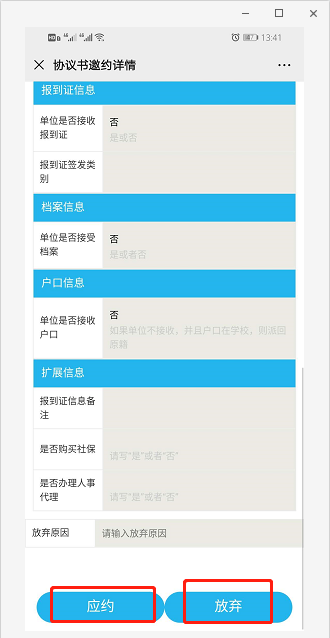 13:41
协议书邀约详情
报到证信息
单位是否接收
报到证
否
是或否
报到证签发类
别
档案信息
单位是否接受
档案
否
是或者否
户口信息
单位是否接收
户口
否
如果单位不接收，并且户口在学校，则派回
原籍
扩展信息
报到证信息备
注
是否购买社保
请写“是”或者“否”
是否办理人事
代理
请写“是”或者“否”
放弃原因
请输入放弃原因
应约
放弃